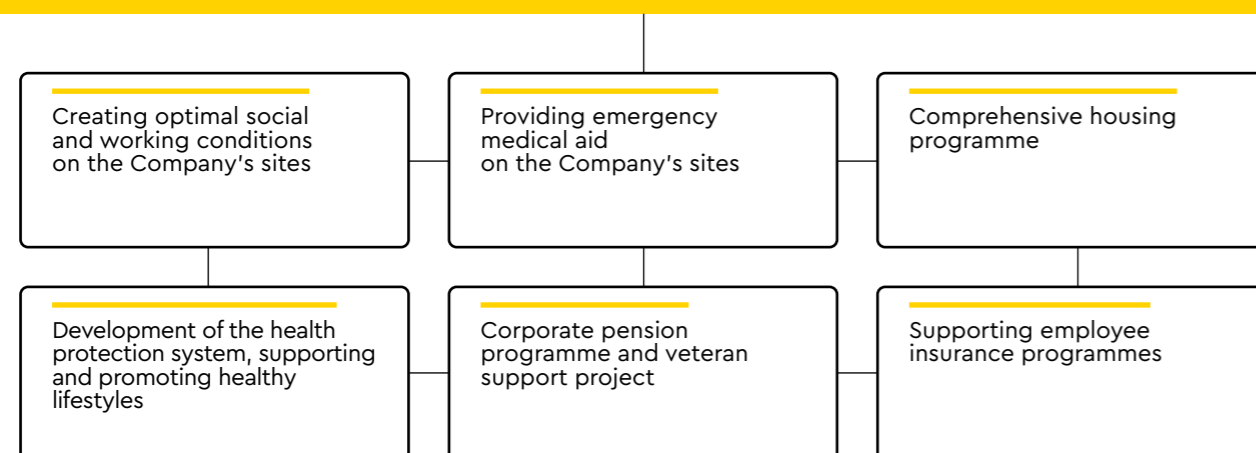 Creating optimal social
and working conditions
on the Company's sites
Providing emergency
medical aid
on the Company's sites
Comprehensive housing
programme
Development of the health
protection system, supporting
and promoting healthy
lifestyles
Corporate pension
programme and veteran
support project
Supporting employee
insurance programmes